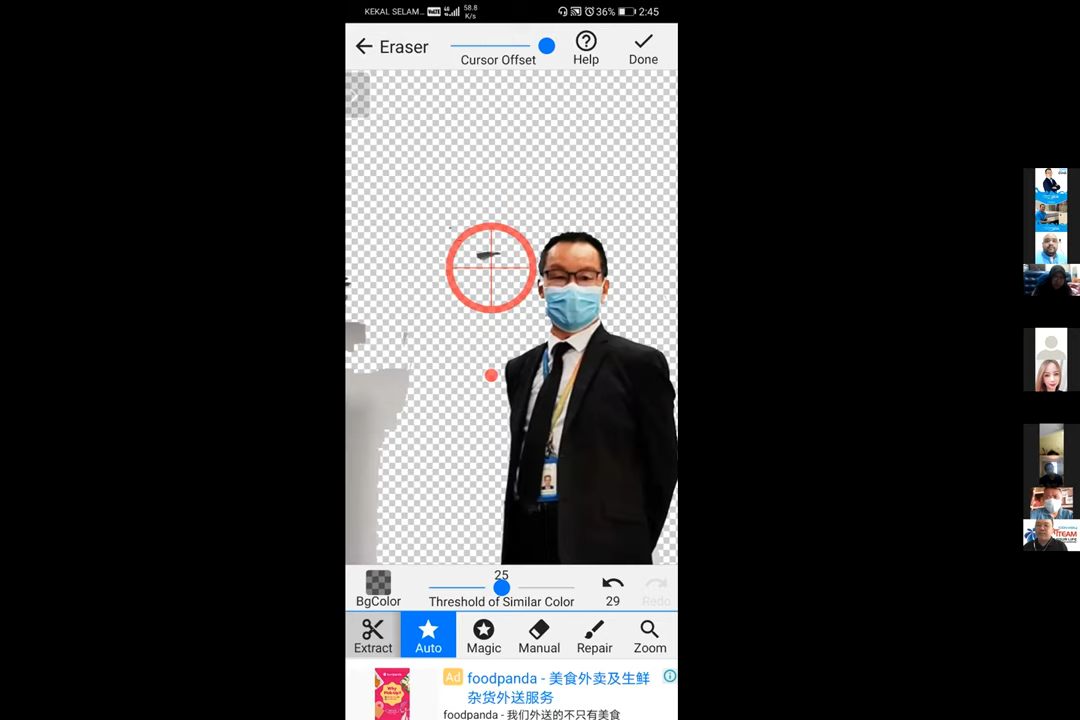 KEKAL SELAM... VoLTE 4G 58.8 K/s 36% 2:45
Eraser
Cursor Offset
Help
Done
25
BgColor
Threshold of Similar Color
29
Redo
Extract
Auto
Magic
Manual
Repair
Zoom
Ad foodpanda - 美食外卖及生鲜
杂货外送服务
foodpanda - 我们外送的不只有美食